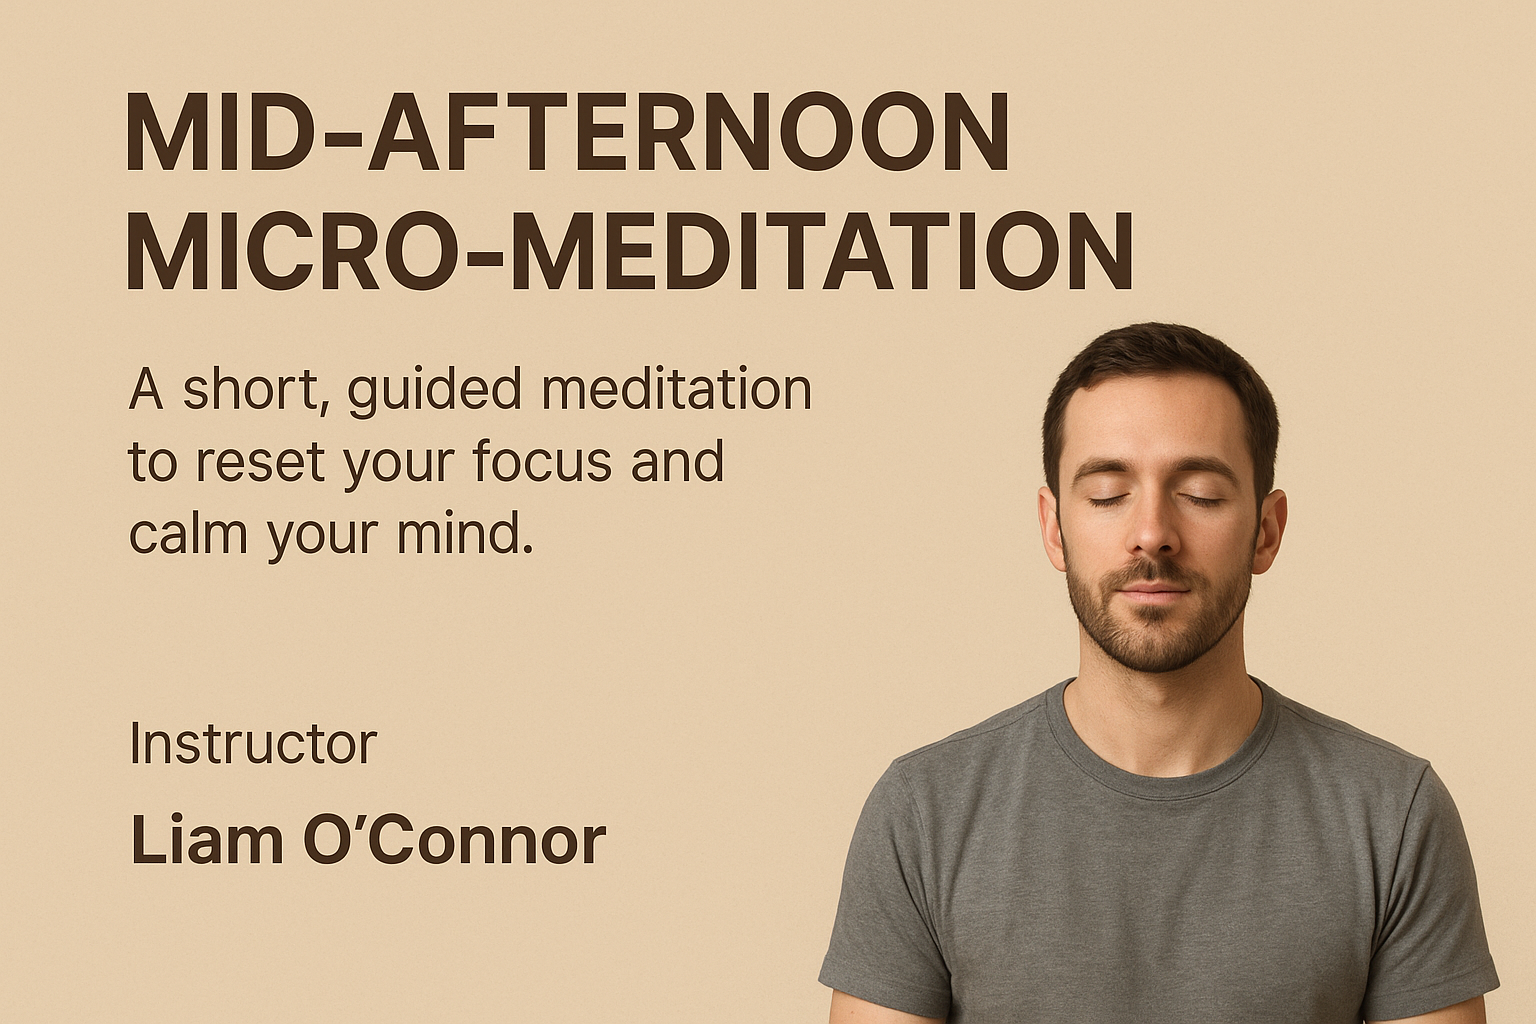 MID-AFTERNOON
MICRO-MEDITATION
A short, guided meditation
to reset your focus and
calm your mind.
Instructor
Liam O’Connor